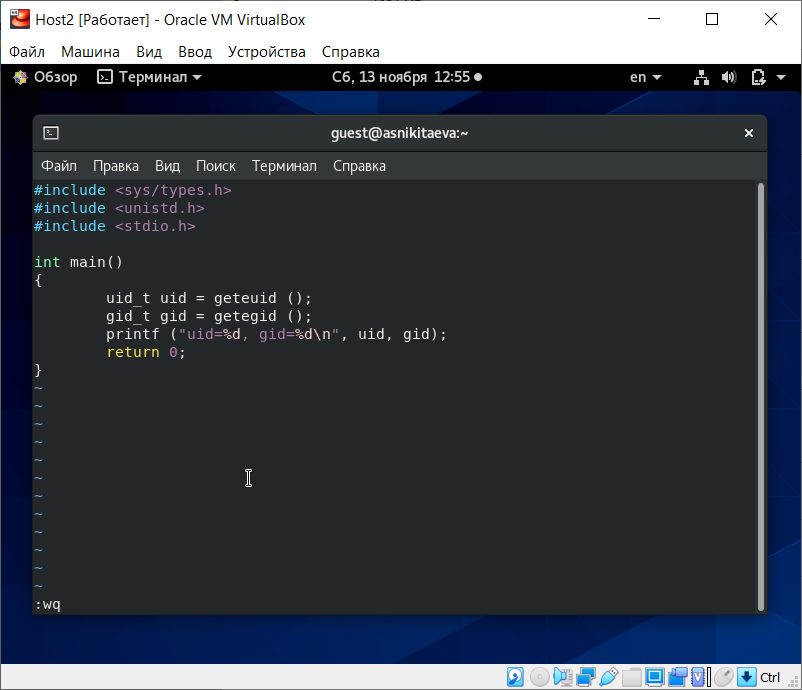 Host2 [Работает] - Oracle VM VirtualBox
Файл Машина Вид Ввод Устройства Справка
Обзор Терминал Сб, 13 ноября 12:55 en
guest@asnikitaeva:~
Файл Правка Вид Поиск Терминал Справка
#include <sys/types.h>
#include <unistd.h>
#include <stdio.h>
int main()
{
uid_t uid = geteuid ();
gid_t gid = getegid ();
printf ("uid=%d, gid=%d\n", uid, gid);
return 0;
}
~
~
~
~
~
~
~
~
~
~
~
~
:wq
Ctrl